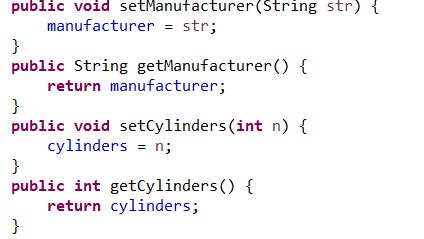 public void setManufacturer(String str) {
    manufacturer = str;
}
public String getManufacturer() {
    return manufacturer;
}
public void setCylinders(int n) {
    cylinders = n;
}
public int getCylinders() {
    return cylinders;
}